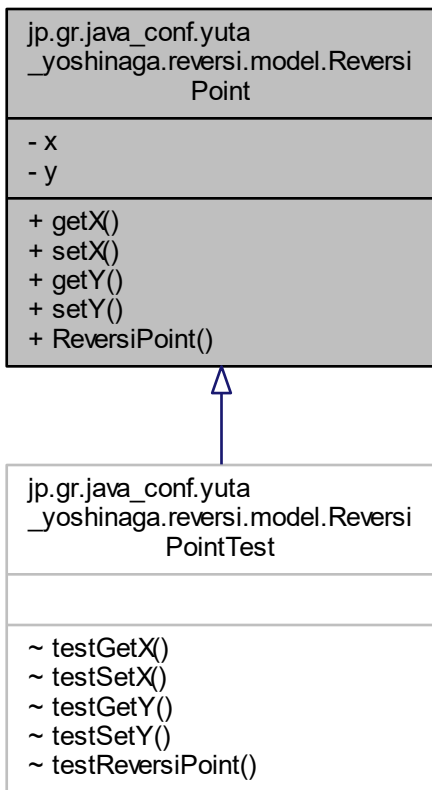 jp.gr.java_conf.yuta
_yoshinaga.reversi.model.Reversi
Point
- x
- y
+ getX()
+ setX()
+ getY()
+ setY()
+ ReversiPoint()
jp.gr.java_conf.yuta
_yoshinaga.reversi.model.Reversi
PointTest
~ testGetX()
~ testSetX()
~ testGetY()
~ testSetY()
~ testReversiPoint()